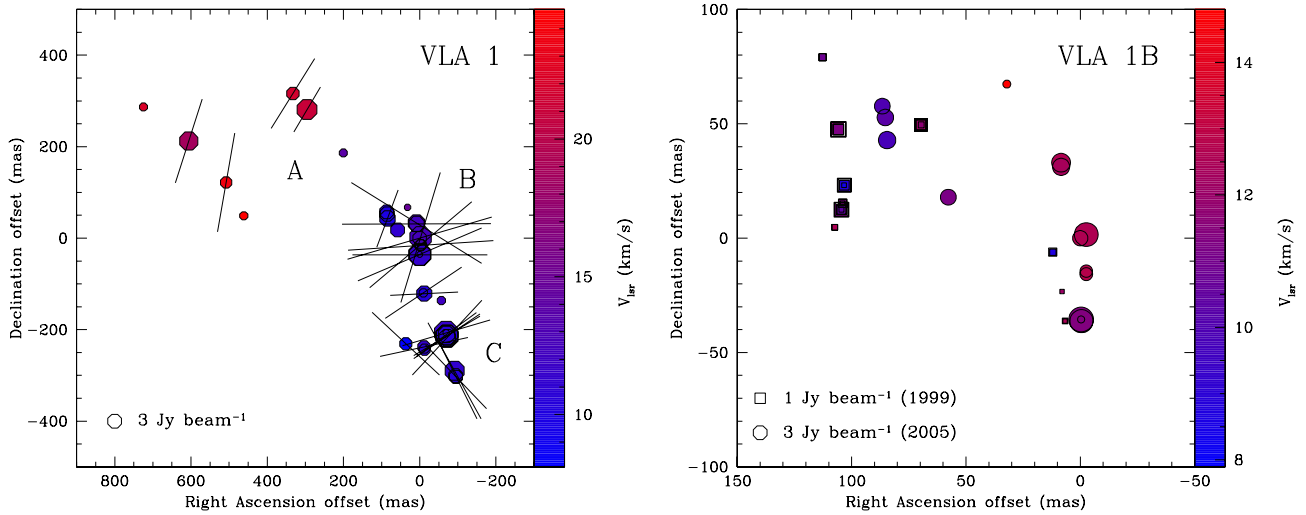 VLA 1
400
200
0
−200
−400
Declination offset (mas)
A
B
C
3 Jy beam⁻¹
800 600 400 200 0 -200
Right Ascension offset (mas)
20
15
10
Vlsr (km/s)
VLA 1B
100
50
0
−50
−100
Declination offset (mas)
1 Jy beam⁻¹ (1999)
3 Jy beam⁻¹ (2005)
150 100 50 0 −50
Right Ascension offset (mas)
14
12
10
8
Vlsr (km/s)